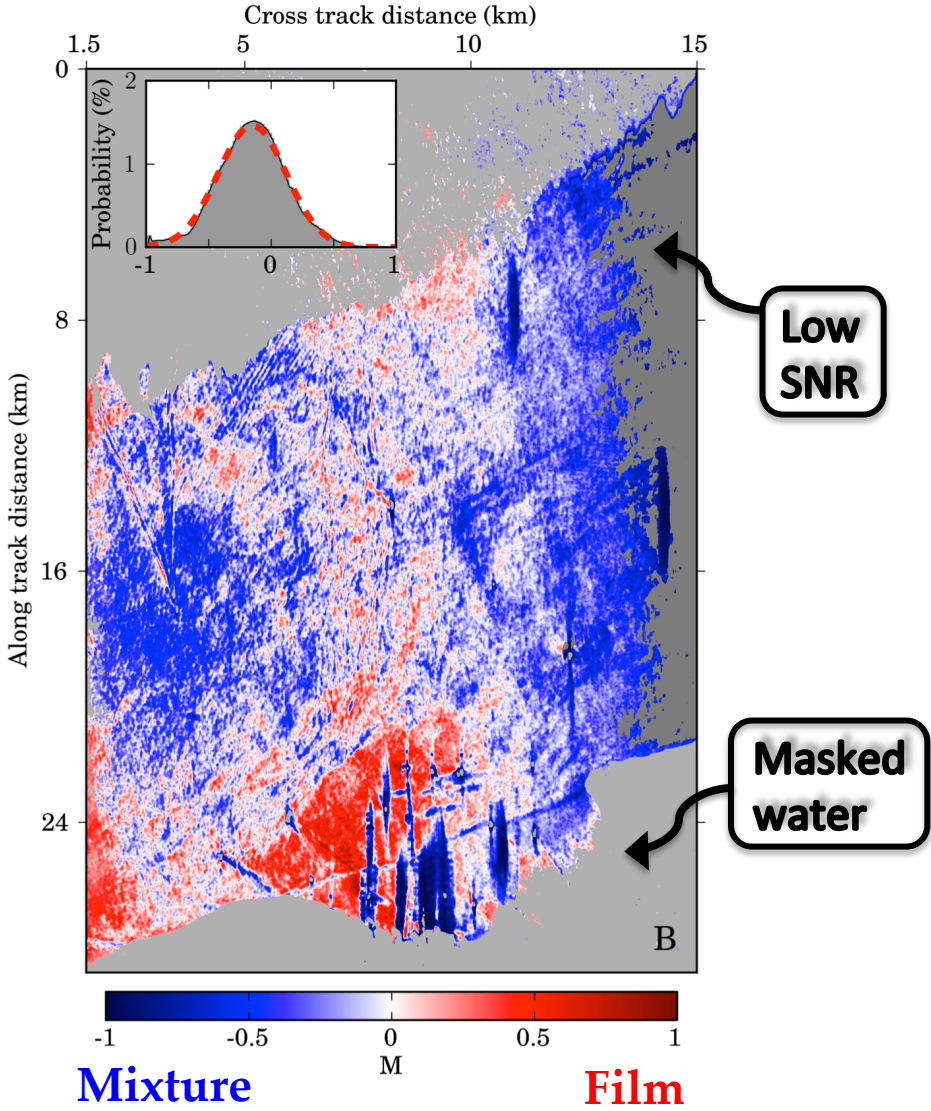 Cross track distance (km)
1.5 5 10 15
0
8
16
24
Along track distance (km)
2
1
0
Probability (%)
-1 0 1
Low
SNR
Masked
water
B
-1 -0.5 0 0.5 1
M
Mixture Film